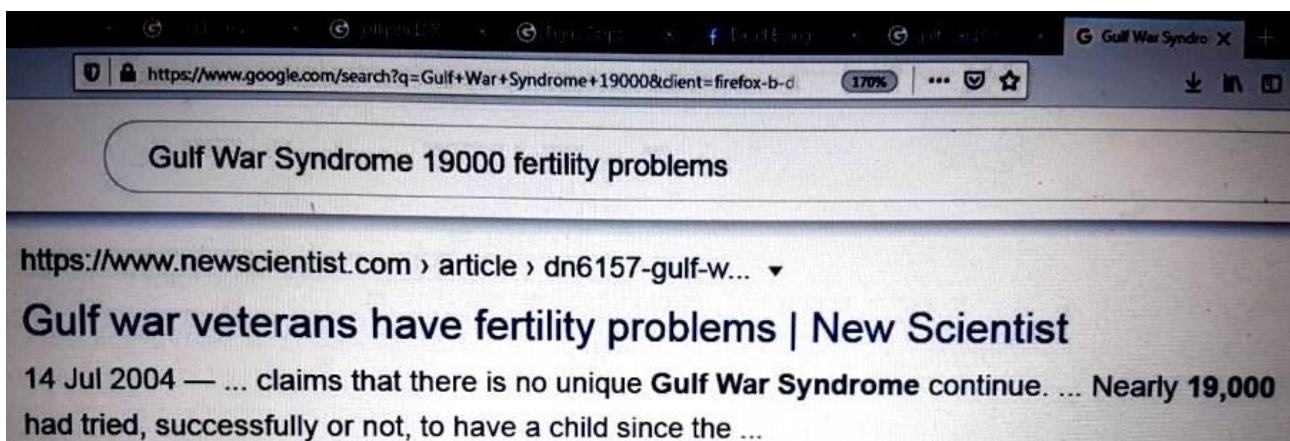 Gulf War Syndro
https://www.google.com/search?q=Gulf+War+Syndrome+19000&client=firefox-b-d
170%
Gulf War Syndrome 19000 fertility problems
https://www.newscientist.com › article › dn6157-gulf-w...
Gulf war veterans have fertility problems | New Scientist
14 Jul 2004 — ... claims that there is no unique Gulf War Syndrome continue. ... Nearly 19,000
had tried, successfully or not, to have a child since the ...